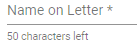 Name on Letter *
50 characters left